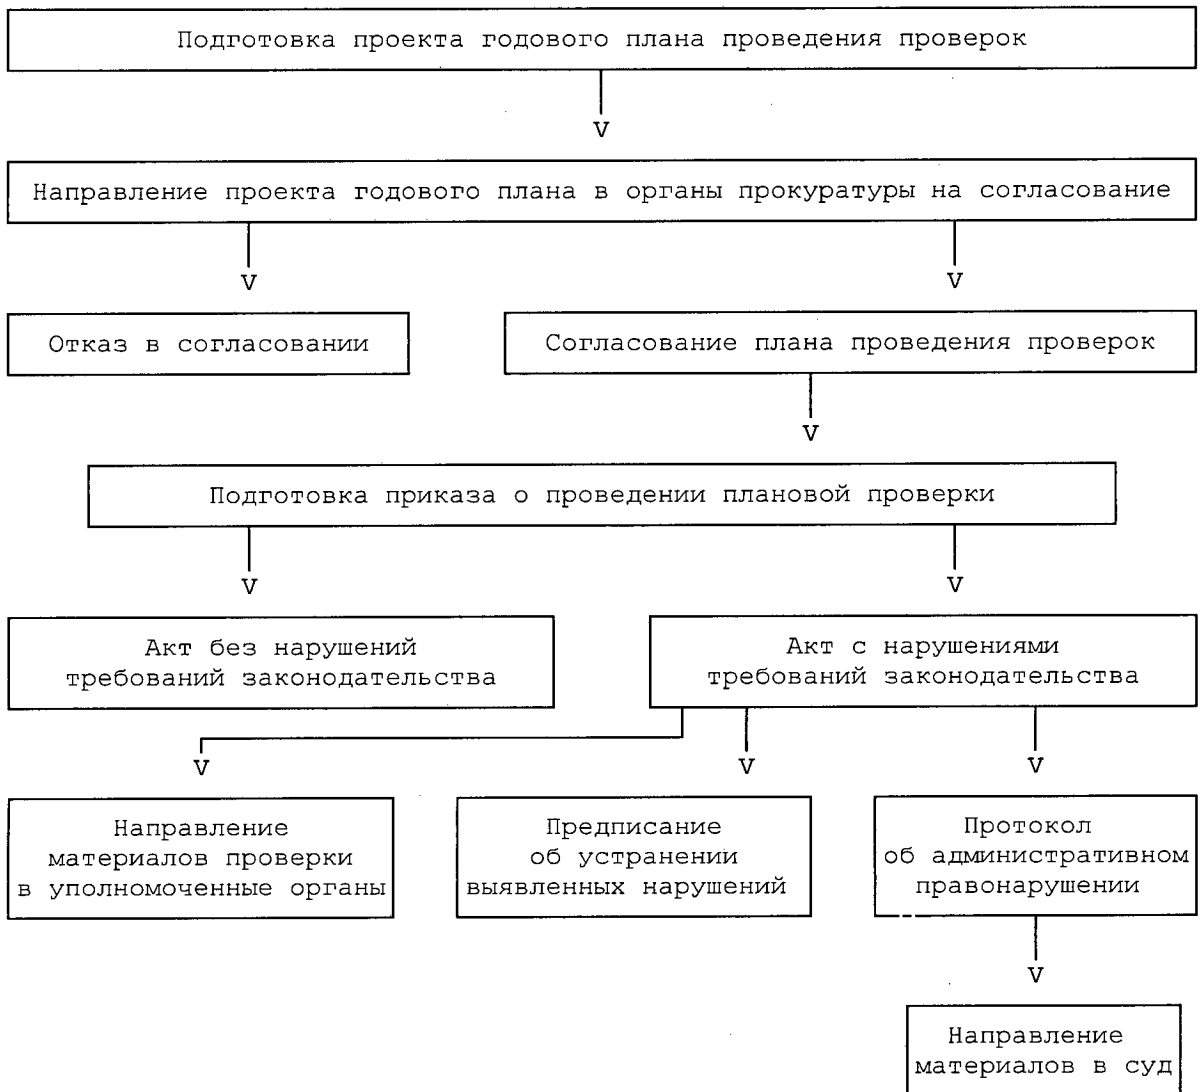 Подготовка проекта годового плана проведения проверок
V
Направление проекта годового плана в органы прокуратуры на согласование
V V
Отказ в согласовании
Согласование плана проведения проверок
V
Подготовка приказа о проведении плановой проверки
V V
Акт без нарушений
требований законодательства
Акт с нарушениями
требований законодательства
V V V
Направление
материалов проверки
в уполномоченные органы
Предписание
об устранении
выявленных нарушений
Протокол
об административном
правонарушении
V
Направление
материалов в суд